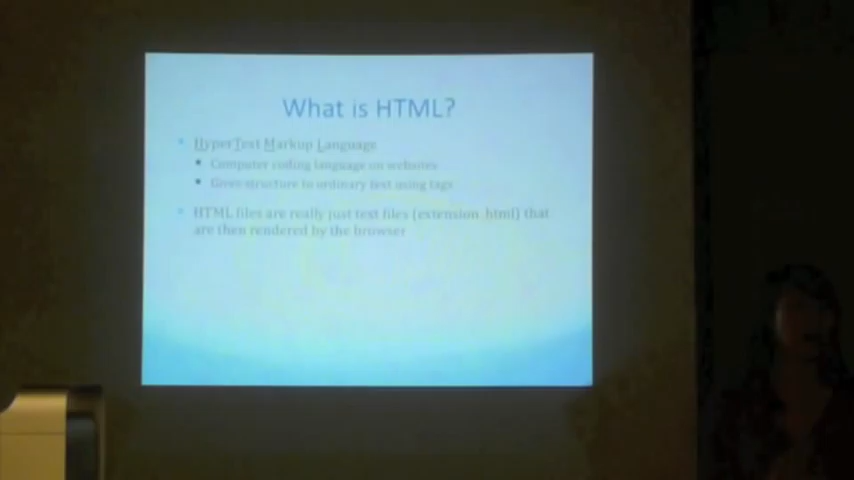 What is HTML?
HyperText Markup Language
Computer coding language on websites
Gives structure to ordinary text using tags
HTML files are really just text files (extension .html) that
are then rendered by the browser